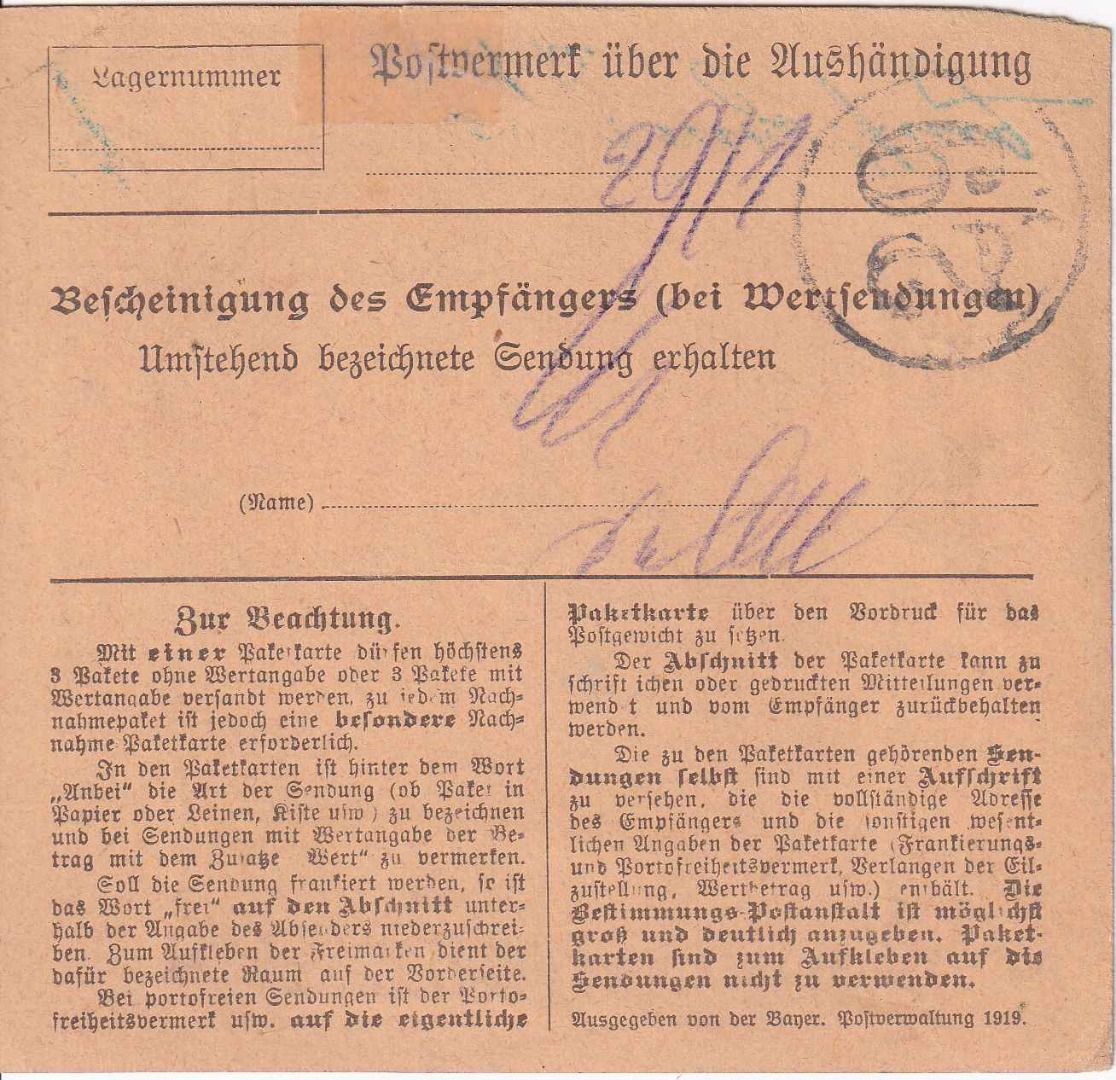 Lagernummer
Postvermerk über die Aushändigung
29/1
Bescheinigung des Empfängers (bei Wertsendungen)
Umstehend bezeichnete Sendung erhalten
(Name)
Zur Beachtung.
Mit einer Paketkarte dürfen höchstens
3 Pakete ohne Wertangabe oder 3 Pakete mit
Wertangabe versandt werden, zu jedem Nach-
nahmepaket ist jedoch eine besondere Nach-
nahme-Paketkarte erforderlich.
In den Paketkarten ist hinter dem Wort
„Anbei“ die Art der Sendung (ob Paket in
Papier oder Leinen, Kiste usw.) zu bezeichnen
und bei Sendungen mit Wertangabe der Be-
trag mit dem Zusatze „Wert“ zu vermerken.
Soll die Sendung frankiert werden, so ist
das Wort „frei“ auf den Abschnitt unter-
halb der Angabe des Absenders niederzuschrei-
ben. Zum Aufkleben der Freimarken dient der
dafür bezeichnete Raum auf der Vorderseite.
Bei portofreien Sendungen ist der Porto-
freiheitsvermerk usw. auf die eigentliche
Paketkarte über den Vordruck für das
Postgewicht zu setzen.
Der Abschnitt der Paketkarte kann zu
schriftlichen oder gedruckten Mitteilungen ver-
wendet und vom Empfänger zurückbehalten
werden.
Die zu den Paketkarten gehörenden Sen-
dungen selbst sind mit einer Aufschrift
zu versehen, die die vollständige Adresse
des Empfängers und die sonstigen wesent-
lichen Angaben der Paketkarte (Frankierungs-
und Portofreiheitsvermerk, Verlangen der Eil-
zustellung, Wertbetrag usw.) enthält. Die
Bestimmungs-Postanstalt ist möglichst
groß und deutlich anzugeben. Paket-
karten sind zum Aufkleben auf die
Sendungen nicht zu verwenden.
Ausgegeben von der Bayer. Postverwaltung 1919.